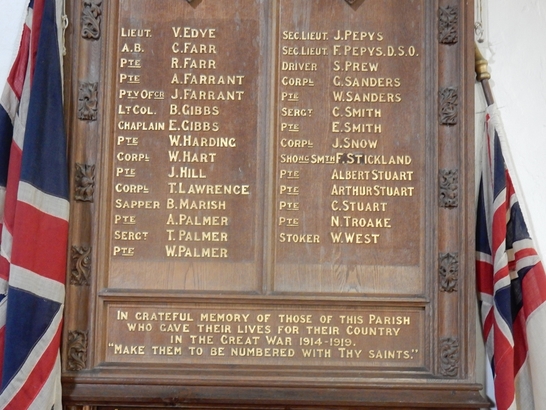 LIEUT. V. EDYE
A.B. C. FARR
PTE R. FARR
PTE A. FARRANT
PTY OFCR J. FARRANT
LT COL. B. GIBBS
CHAPLAIN E. GIBBS
PTE W. HARDING
CORPL W. HART
PTE J. HILL
CORPL T. LAWRENCE
SAPPER B. MARISH
PTE A. PALMER
SERGT T. PALMER
PTE W. PALMER
SEC. LIEUT. J. PEPYS
SEC. LIEUT. F. PEPYS. D.S.O.
DRIVER S. PREW
CORPL G. SANDERS
PTE W. SANDERS
SERGT C. SMITH
PTE E. SMITH
CORPL J. SNOW
SHOEG SMTH F. STICKLAND
PTE ALBERT STUART
PTE ARTHUR STUART
PTE C. STUART
PTE N. TROAKE
STOKER W. WEST
IN GRATEFUL MEMORY OF THOSE OF THIS PARISH
WHO GAVE THEIR LIVES FOR THEIR COUNTRY
IN THE GREAT WAR 1914-1919.
"MAKE THEM TO BE NUMBERED WITH THY SAINTS."